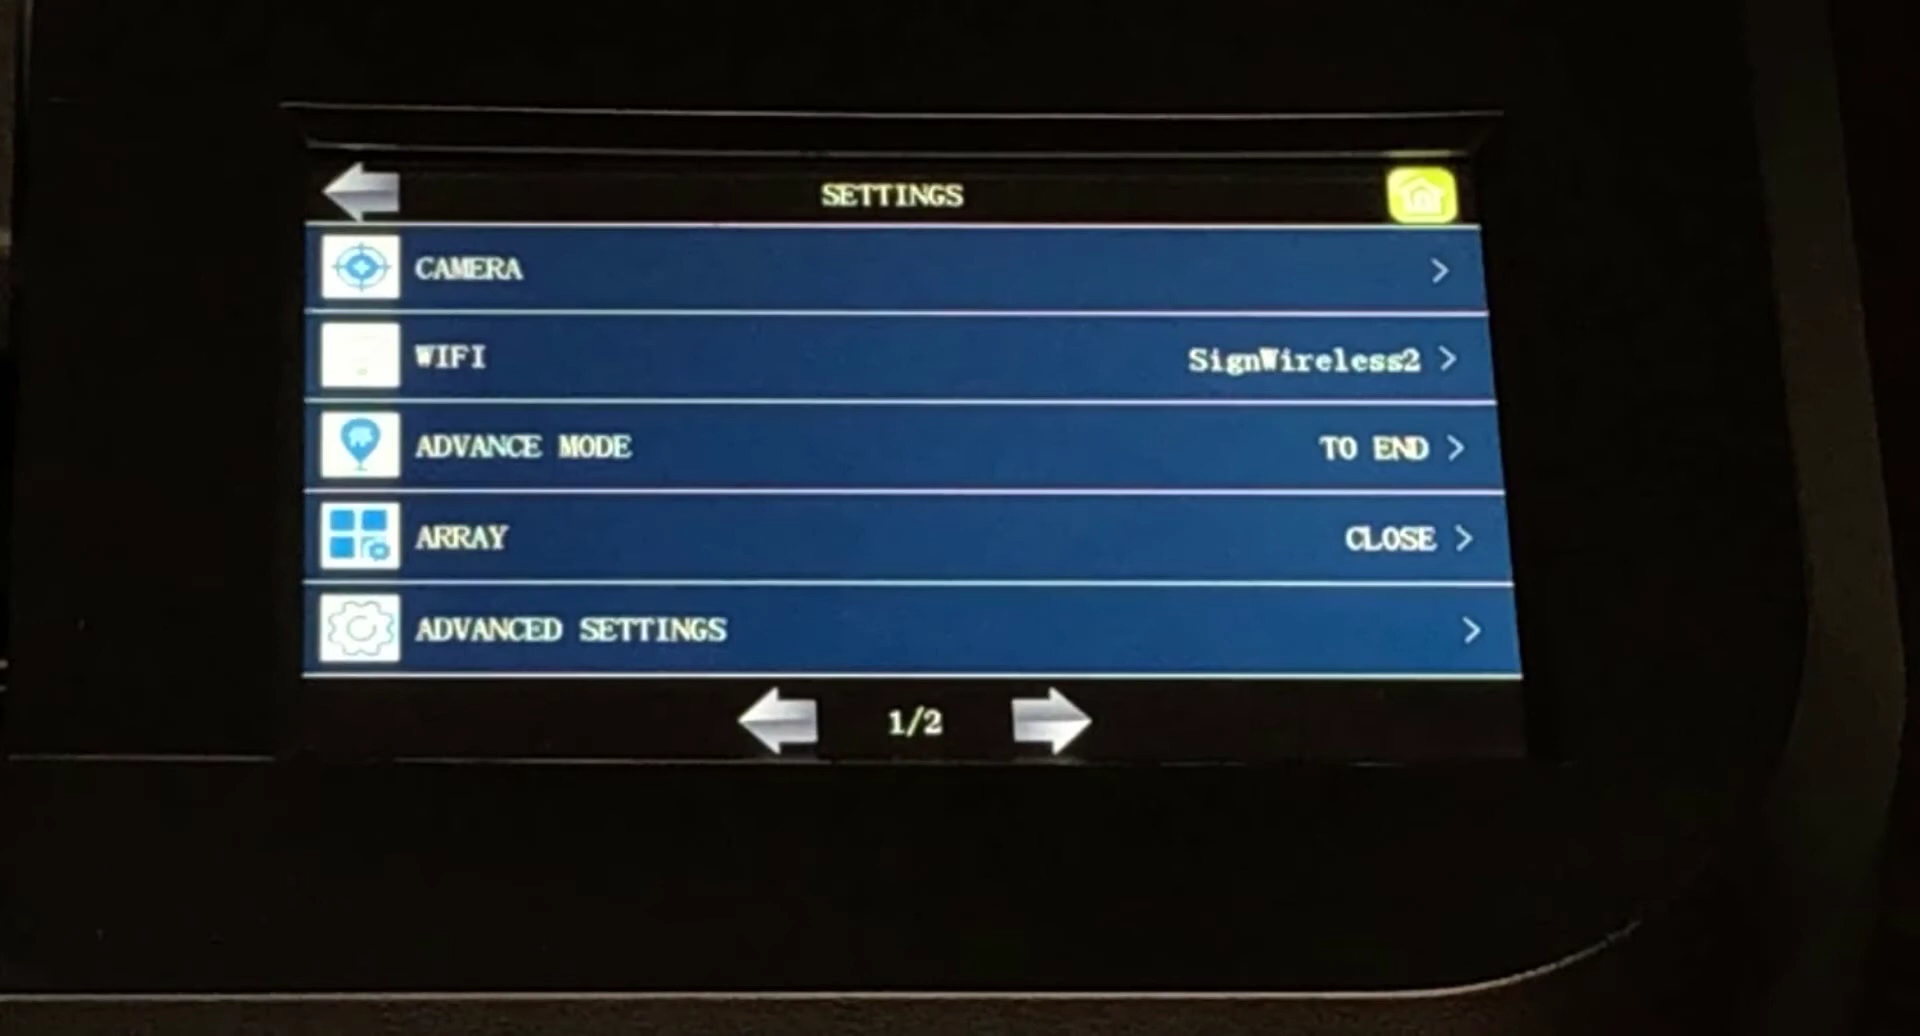 SETTINGS
CAMERA
WIFI SignWireless2
ADVANCE MODE TO END
ARRAY CLOSE
ADVANCED SETTINGS
1/2